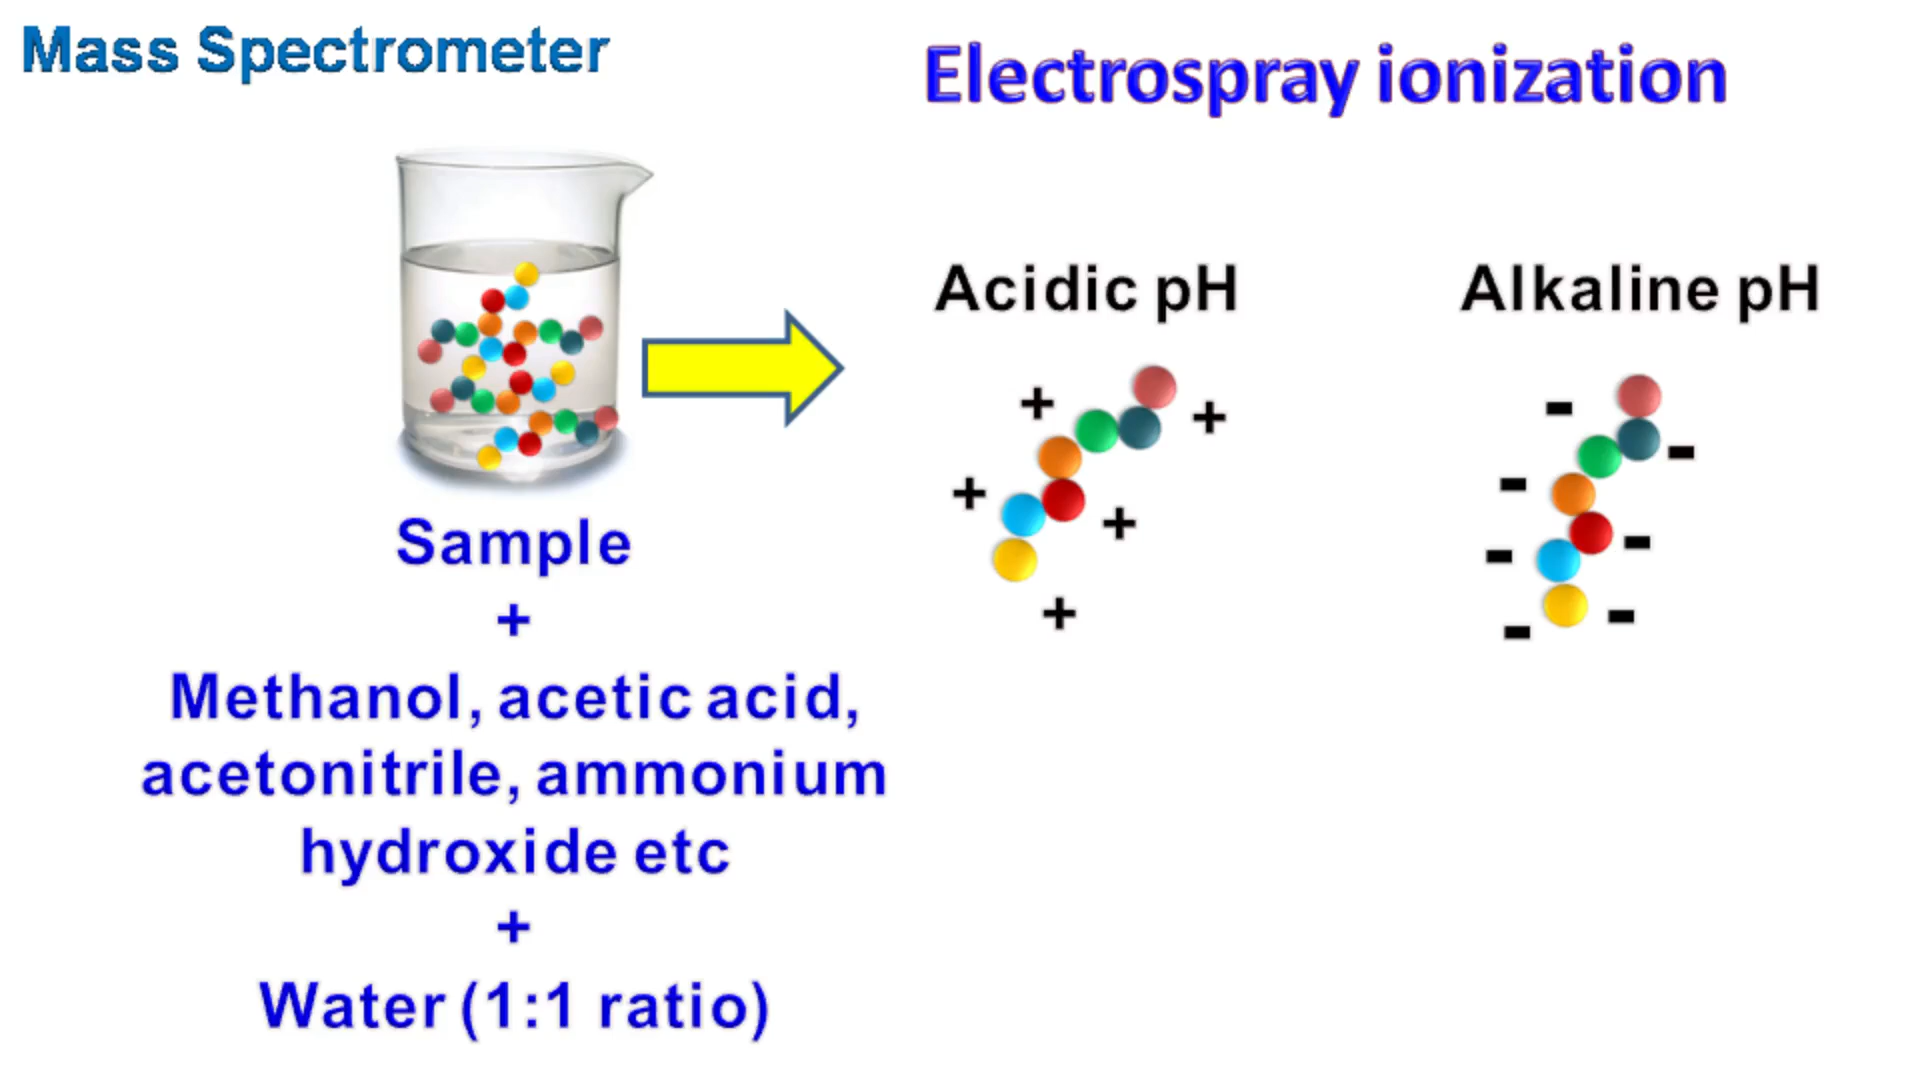 Mass Spectrometer
Electrospray ionization
Sample
+
Methanol, acetic acid,
acetonitrile, ammonium
hydroxide etc
+
Water (1:1 ratio)
Acidic pH
+ +
+ +
+
Alkaline pH
-
-
-
-
-
-
-